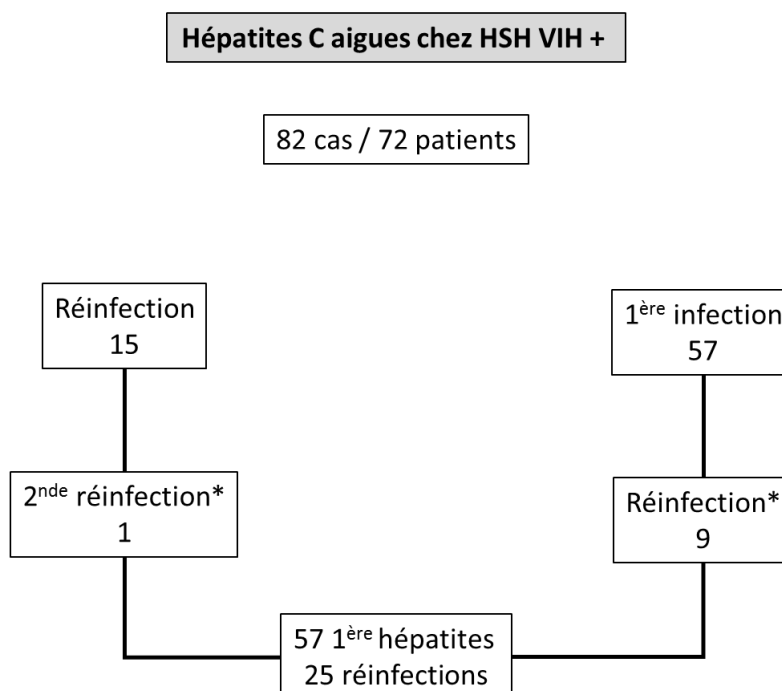 Hépatites C aigues chez HSH VIH +
82 cas / 72 patients
Réinfection
15
1ère infection
57
2nde réinfection*
1
Réinfection*
9
57 1ère hépatites
25 réinfections